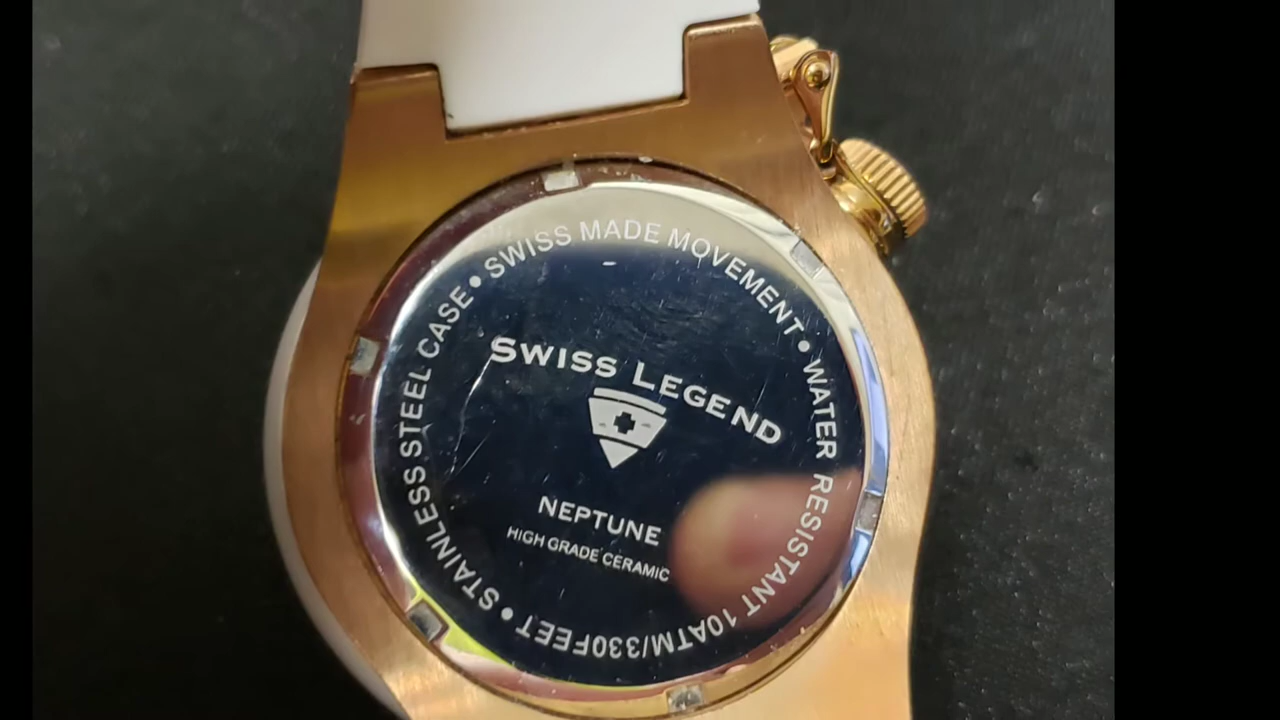 SWISS LEGEND
NEPTUNE
HIGH GRADE CERAMIC
STAINLESS STEEL CASE • SWISS MADE MOVEMENT • WATER RESISTANT 10ATM/330FEET •